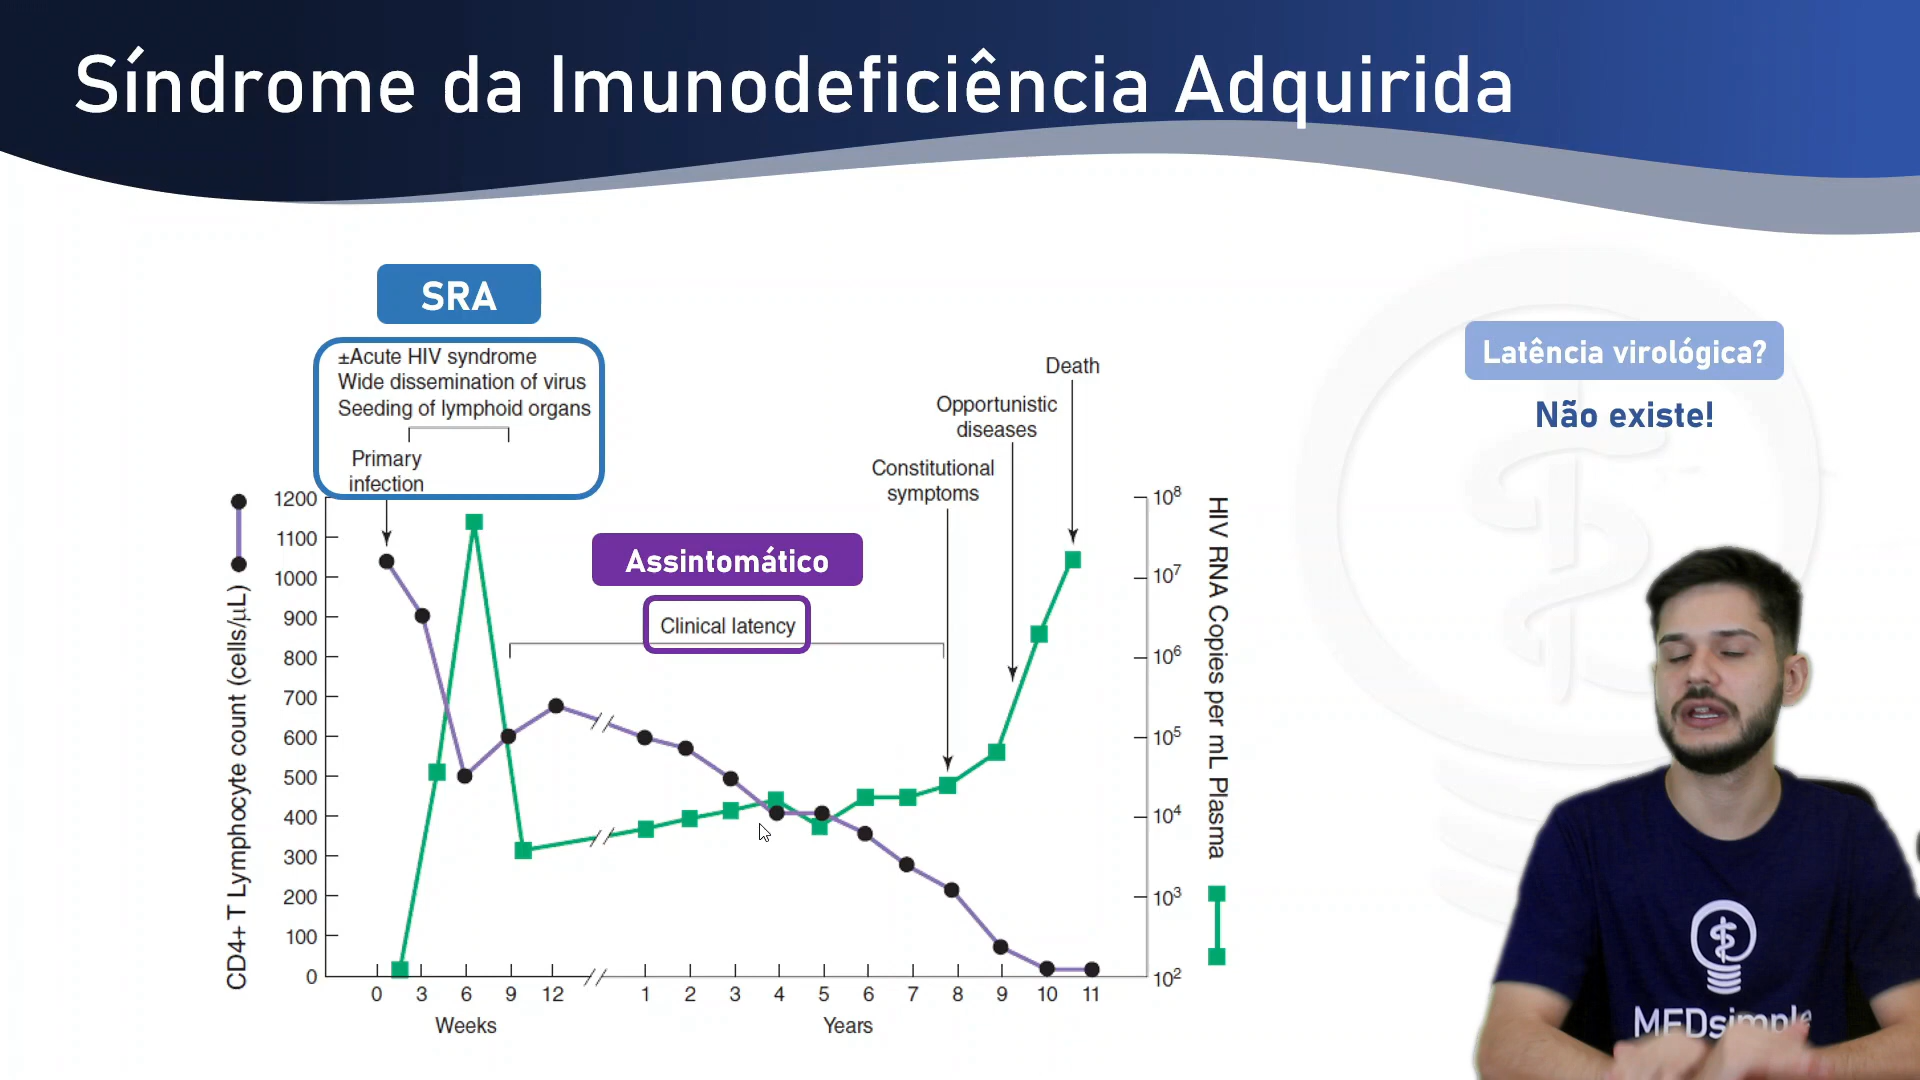 Síndrome da Imunodeficiência Adquirida
SRA
±Acute HIV syndrome
Wide dissemination of virus
Seeding of lymphoid organs
Primary
infection
Assintomático
Clinical latency
Constitutional
symptoms
Opportunistic
diseases
Death
Latência virológica?
Não existe!
CD4+ T Lymphocyte count (cells/μL)
1200
1100
1000
900
800
700
600
500
400
300
200
100
0
0 3 6 9 12 1 2 3 4 5 6 7 8 9 10 11
Weeks Years
10⁸
10⁷
10⁶
10⁵
10⁴
10³
10²
HIV RNA Copies per mL Plasma
MEDsimple